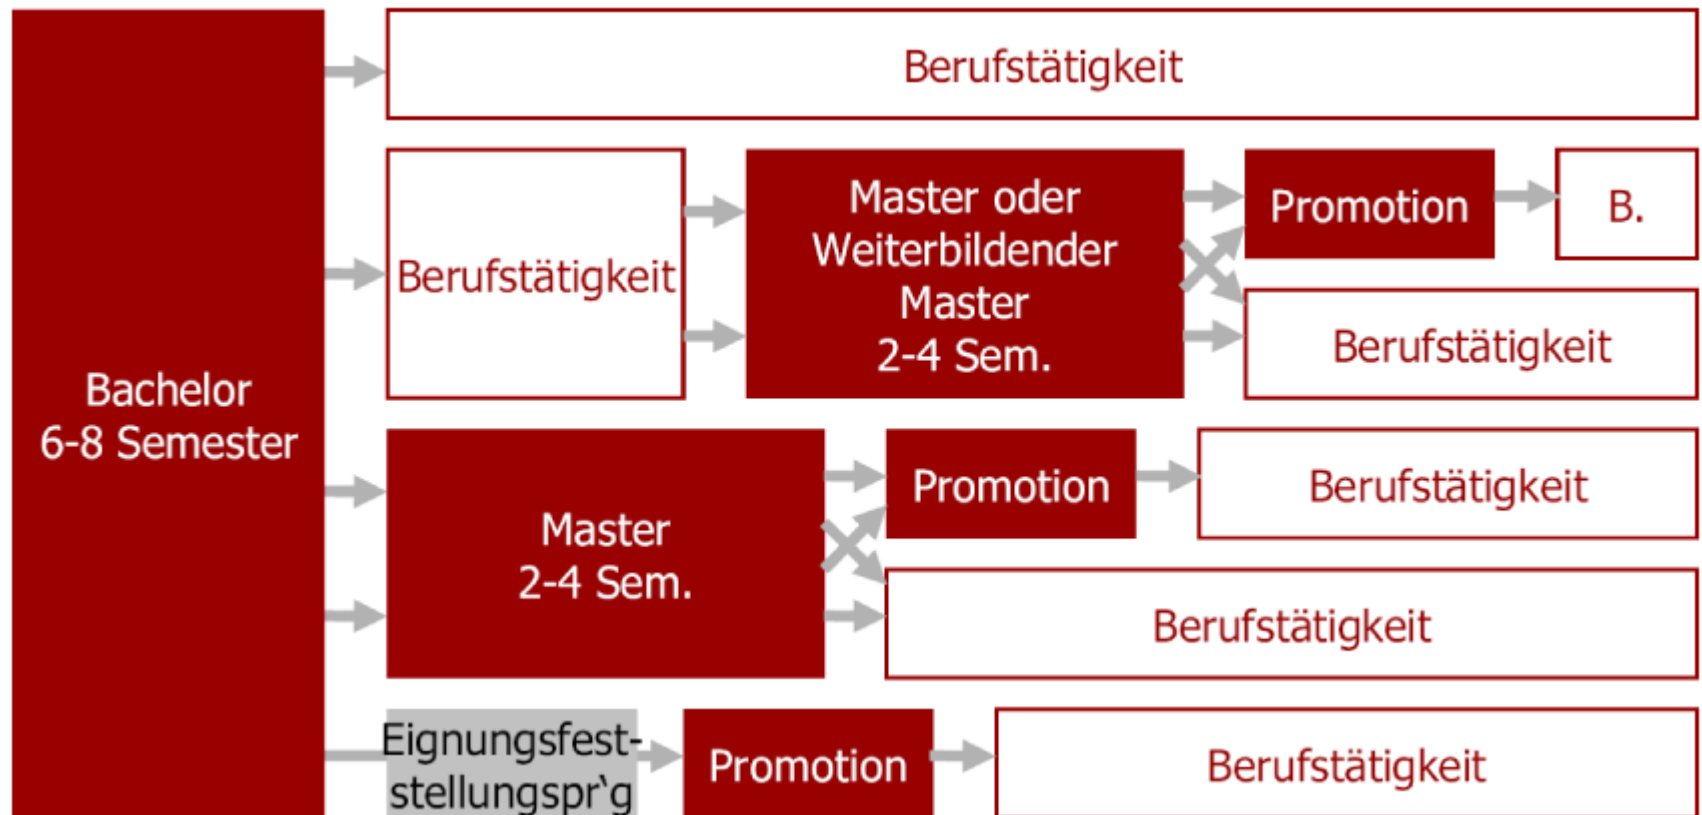 Berufstätigkeit
Berufstätigkeit
Master oder
Weiterbildender
Master
2-4 Sem.
Promotion
B.
Berufstätigkeit
Bachelor
6-8 Semester
Master
2-4 Sem.
Promotion
Berufstätigkeit
Berufstätigkeit
Eignungsfest-
stellungspr‘g
Promotion
Berufstätigkeit